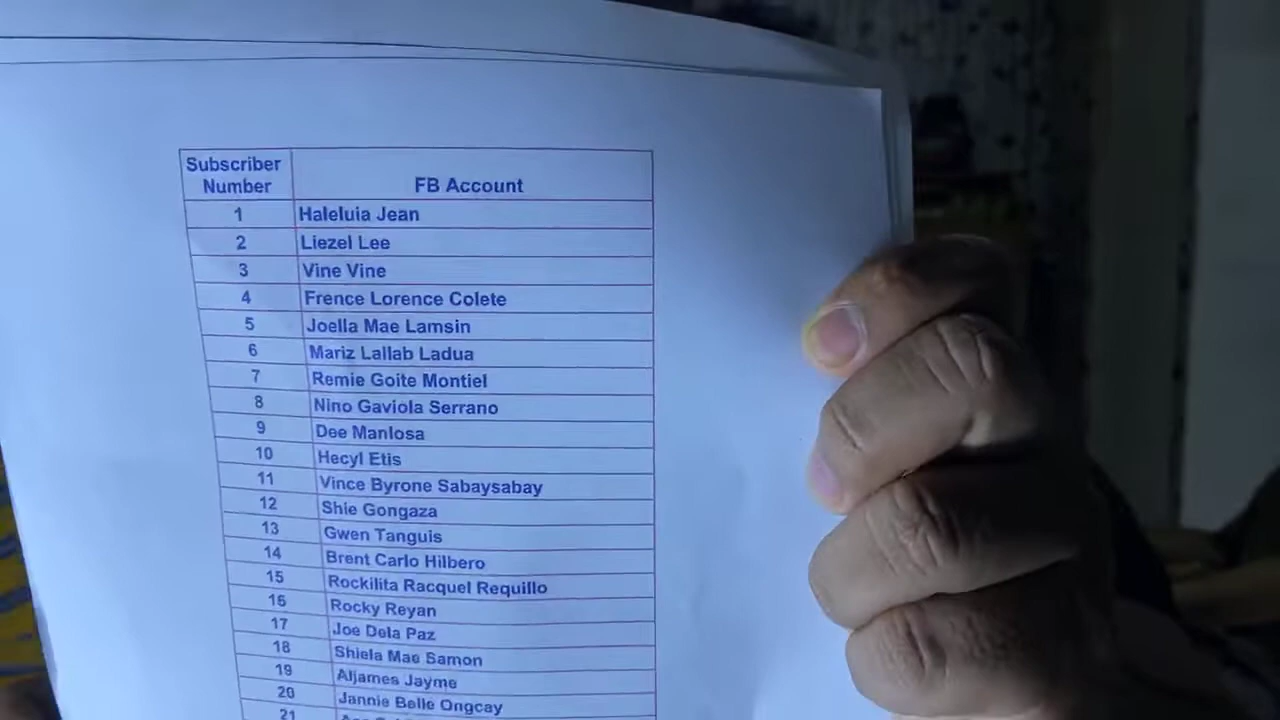 Subscriber Number FB Account
1 Haleluia Jean
2 Liezel Lee
3 Vine Vine
4 Frence Lorence Colete
5 Joella Mae Lamsin
6 Mariz Lallab Ladua
7 Remie Goite Montiel
8 Nino Gaviola Serrano
9 Dee Manlosa
10 Hecyl Etis
11 Vince Byrone Sabaysabay
12 Shie Gongaza
13 Gwen Tanguis
14 Brent Carlo Hilbero
15 Rockilita Racquel Requillo
16 Rocky Reyan
17 Joe Dela Paz
18 Shiela Mae Samon
19 Aljames Jayme
20 Jannie Belle Ongcay
21